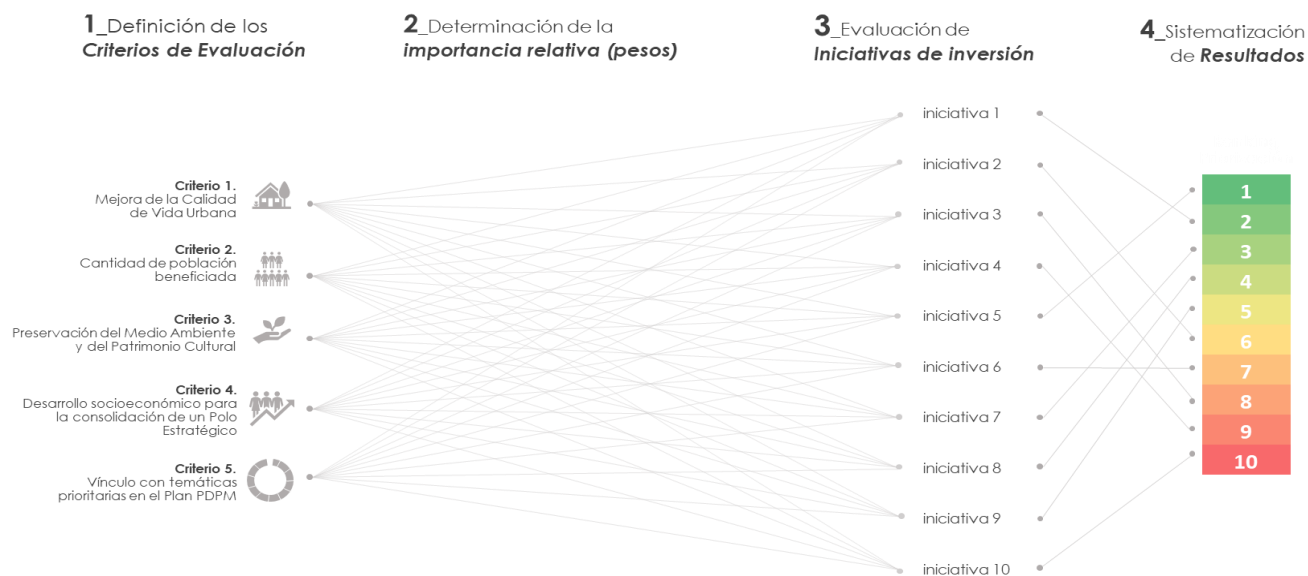 1_Definición de los
Criterios de Evaluación
2_Determinación de la
importancia relativa (pesos)
3_Evaluación de
Iniciativas de inversión
4_Sistematización
de Resultados
Criterio 1.
Mejora de la Calidad
de Vida Urbana
Criterio 2.
Cantidad de población
beneficiada
Criterio 3.
Preservación del Medio Ambiente
y del Patrimonio Cultural
Criterio 4.
Desarrollo socioeconómico para
la consolidación de un Polo
Estratégico
Criterio 5.
Vínculo con temáticas
prioritarias en el Plan PDPM
iniciativa 1
iniciativa 2
iniciativa 3
iniciativa 4
iniciativa 5
iniciativa 6
iniciativa 7
iniciativa 8
iniciativa 9
iniciativa 10
1
2
3
4
5
6
7
8
9
10